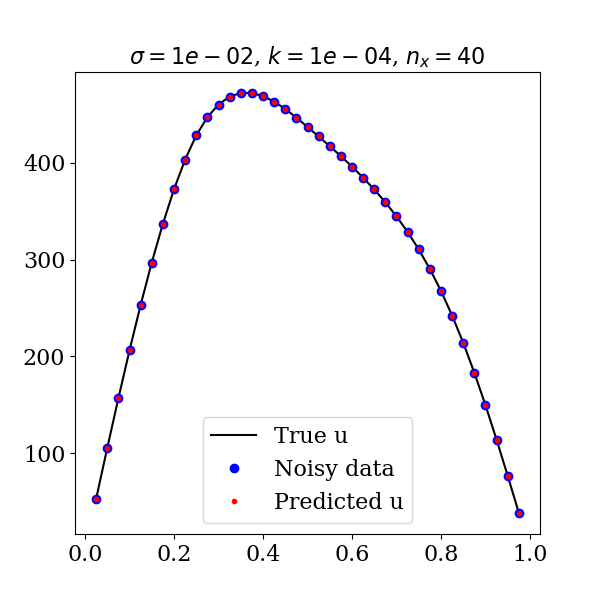 σ = 1e − 02, k = 1e − 04, nₓ = 40
400
300
200
100
True u
Noisy data
Predicted u
0.0 0.2 0.4 0.6 0.8 1.0